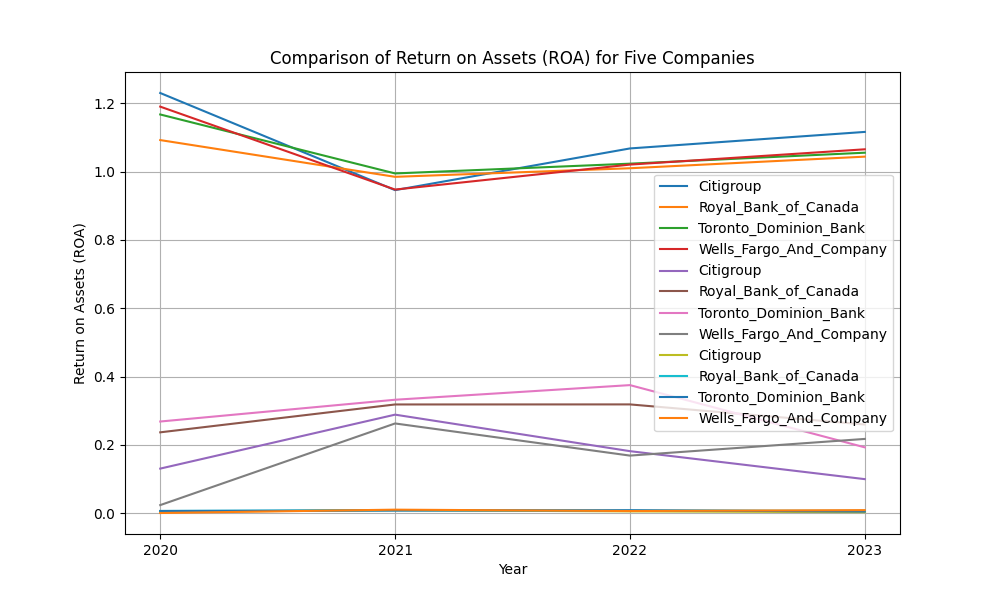 Comparison of Return on Assets (ROA) for Five Companies
1.2
1.0
0.8
0.6
0.4
0.2
0.0
Return on Assets (ROA)
Citigroup
Royal_Bank_of_Canada
Toronto_Dominion_Bank
Wells_Fargo_And_Company
Citigroup
Royal_Bank_of_Canada
Toronto_Dominion_Bank
Wells_Fargo_And_Company
Citigroup
Royal_Bank_of_Canada
Toronto_Dominion_Bank
Wells_Fargo_And_Company
2020 2021 2022 2023
Year